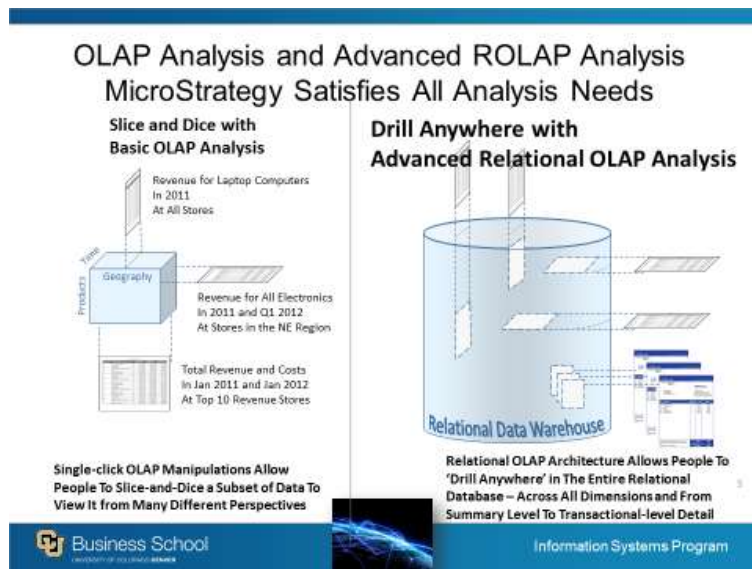 OLAP Analysis and Advanced ROLAP Analysis
MicroStrategy Satisfies All Analysis Needs
Slice and Dice with
Basic OLAP Analysis
Revenue for Laptop Computers
In 2011
At All Stores
Time
Geography
Products
Revenue for All Electronics
In 2011 and Q1 2012
At Stores in the NE Region
Total Revenue and Costs
In Jan 2011 and Jan 2012
At Top 10 Revenue Stores
Single-click OLAP Manipulations Allow
People To Slice-and-Dice a Subset of Data To
View It from Many Different Perspectives
Drill Anywhere with
Advanced Relational OLAP Analysis
Relational Data Warehouse
Relational OLAP Architecture Allows People To
‘Drill Anywhere’ in The Entire Relational
Database – Across All Dimensions and From
Summary Level To Transactional-level Detail
Business School
UNIVERSITY OF COLORADO DENVER
Information Systems Program